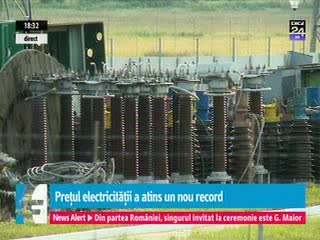 18:32
direct
DIGI
24
HD
Prețul electricității a atins un nou record
News Alert Din partea României, singurul invitat la ceremonie este G. Maior